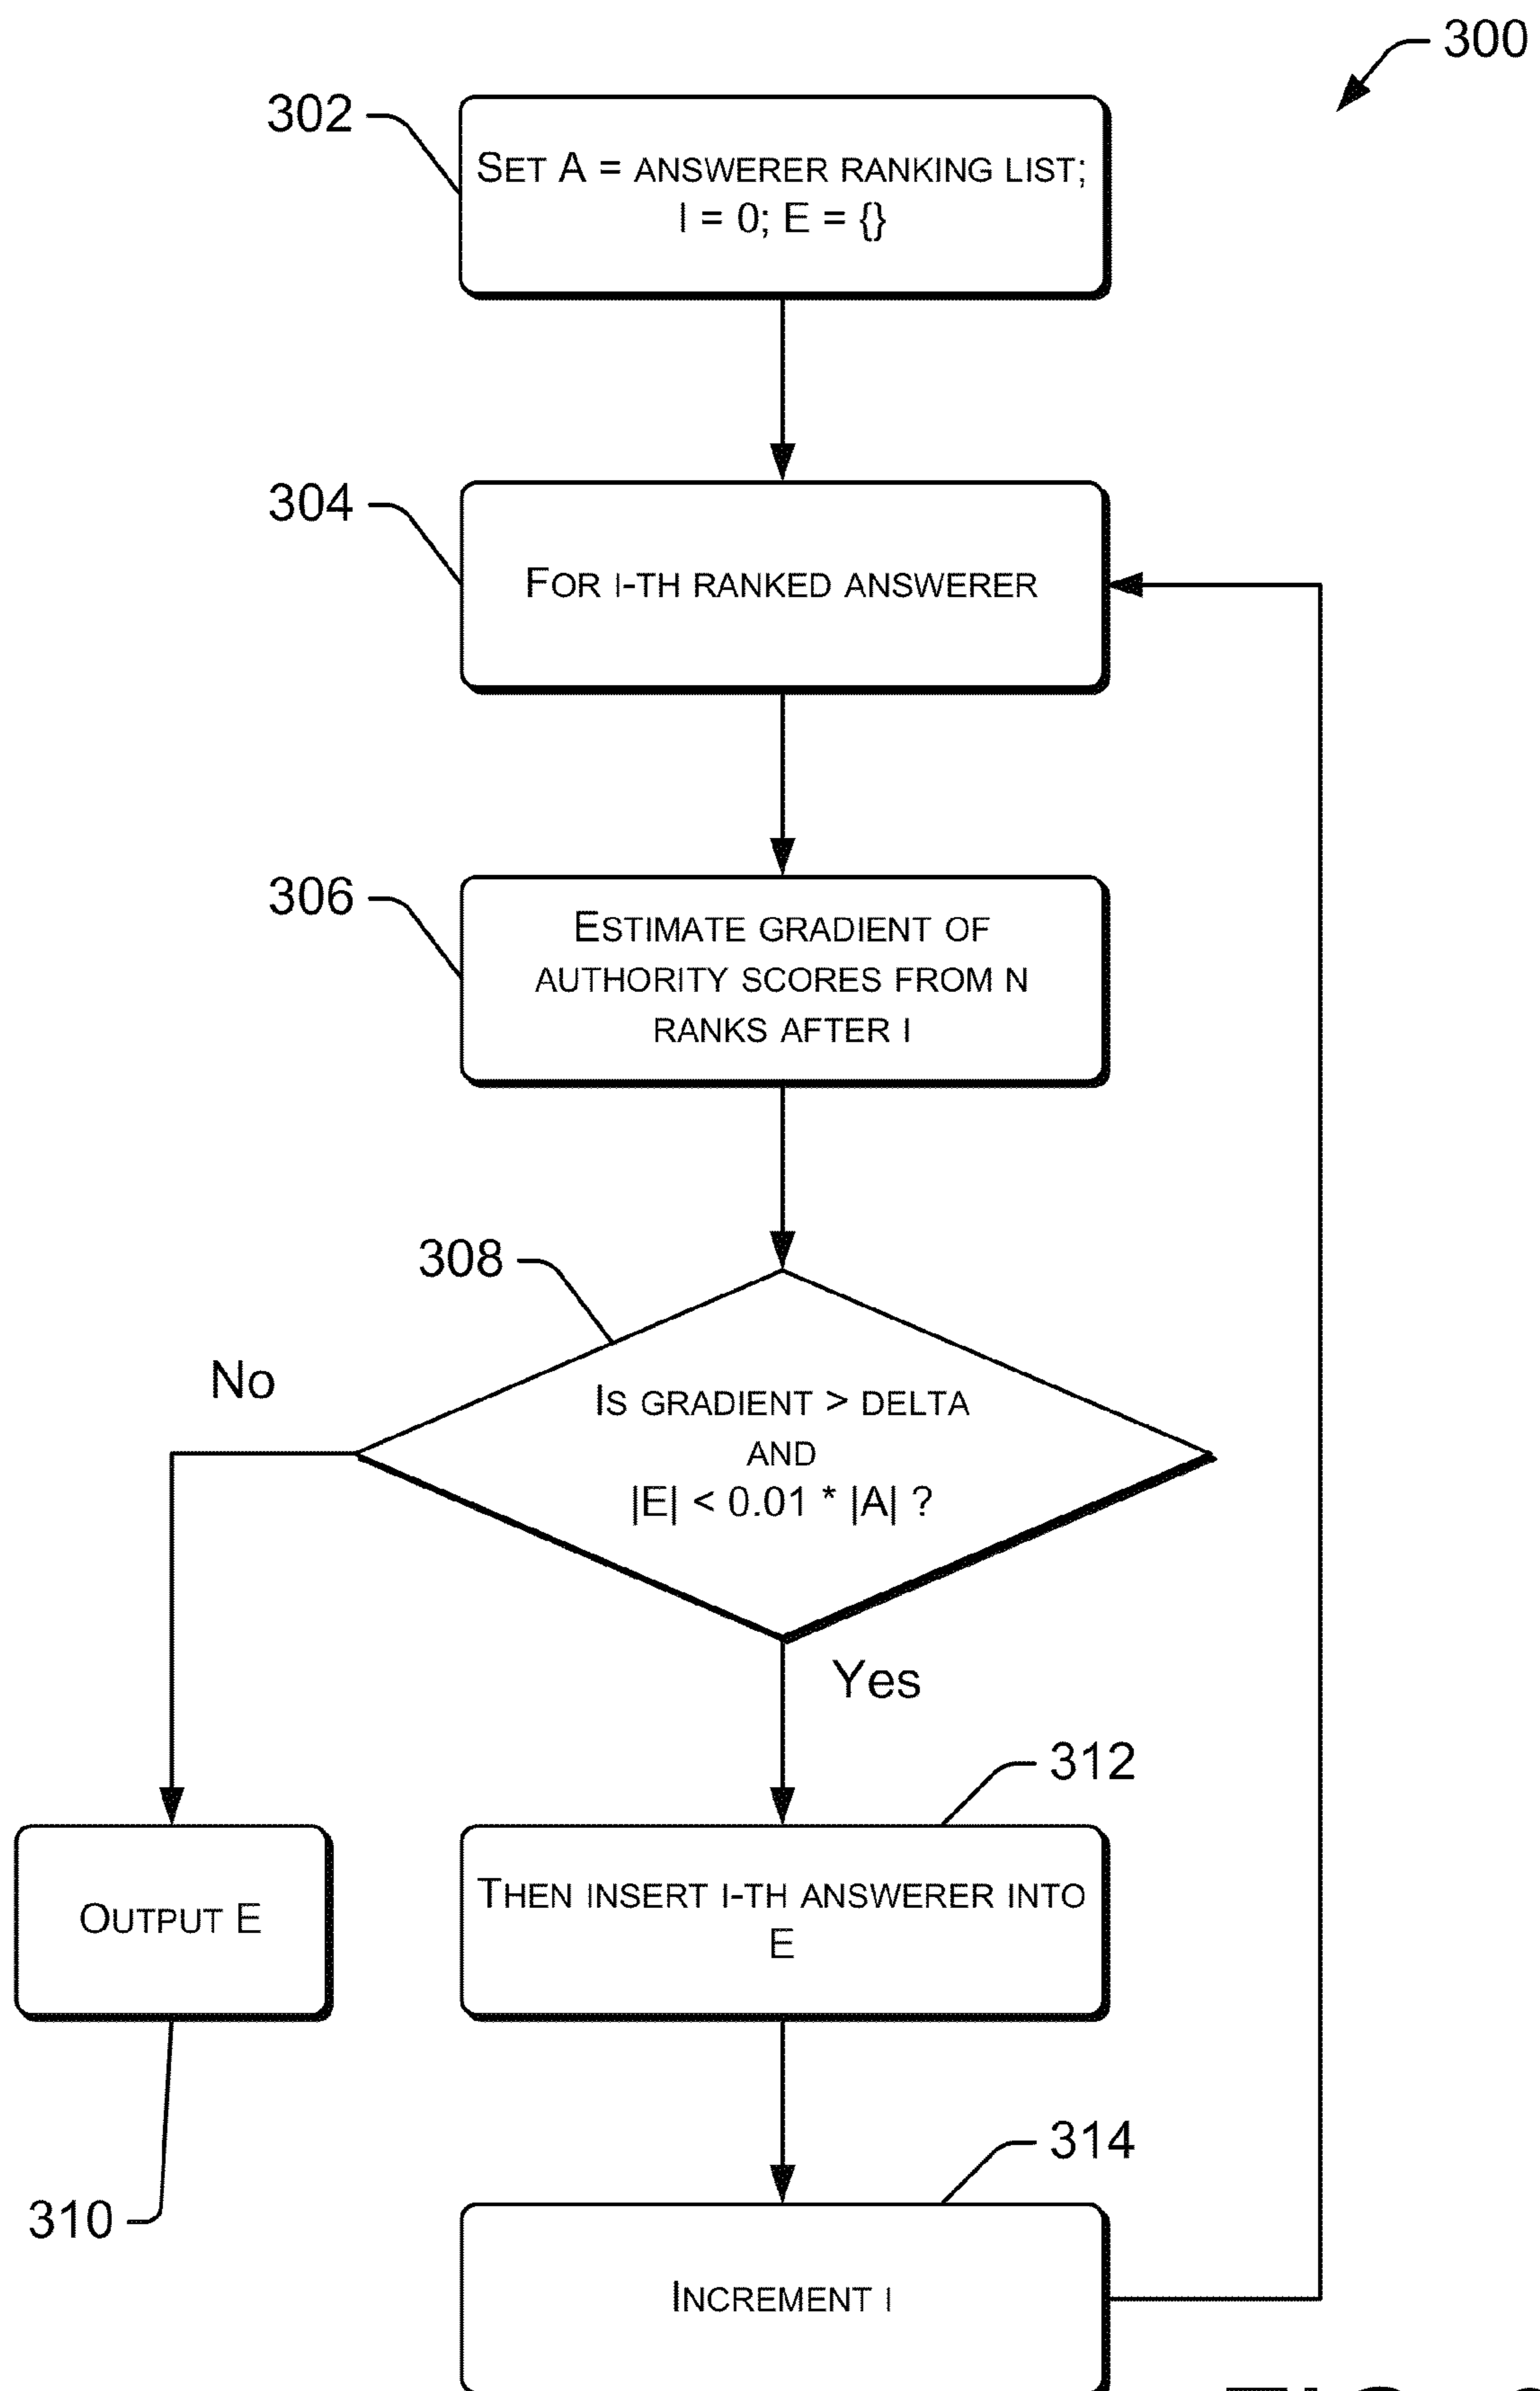 300
302
SET A = ANSWERER RANKING LIST;
I = 0; E = {}
304
FOR I-TH RANKED ANSWERER
306
ESTIMATE GRADIENT OF
AUTHORITY SCORES FROM N
RANKS AFTER I
308
No
IS GRADIENT > DELTA
AND
|E| < 0.01 * |A| ?
Yes
312
OUTPUT E
THEN INSERT I-TH ANSWERER INTO
E
314
310
INCREMENT I